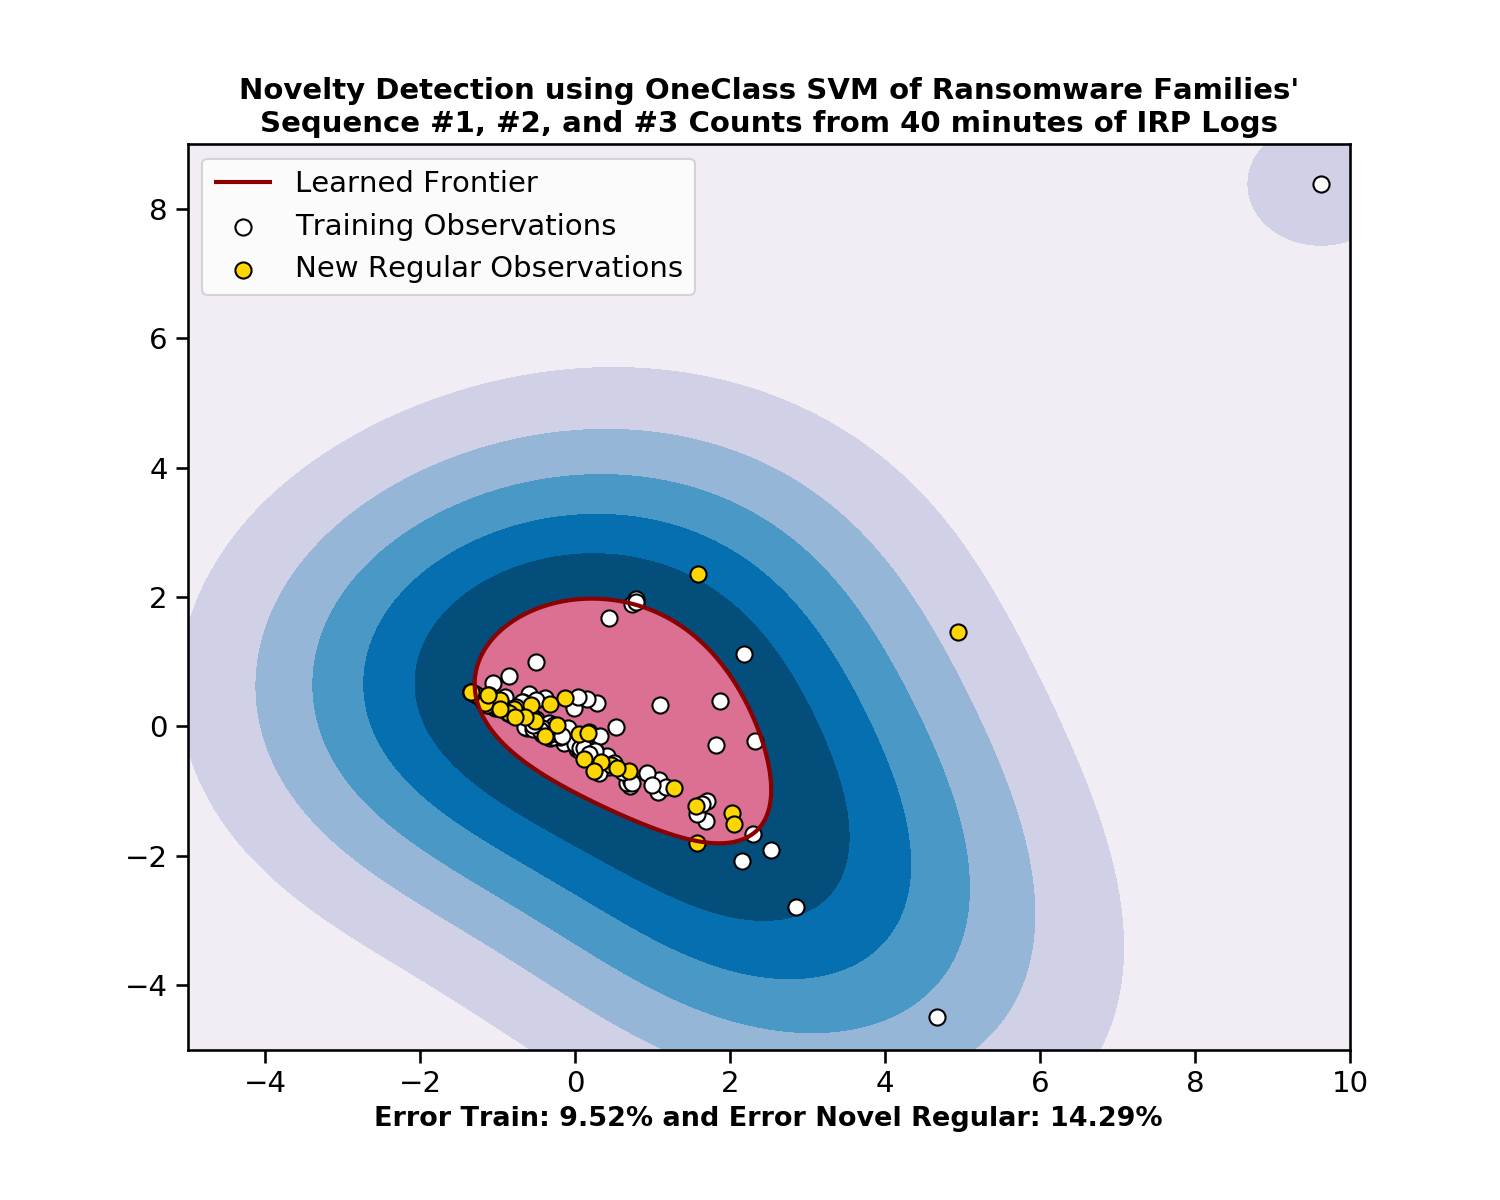 Novelty Detection using OneClass SVM of Ransomware Families'
Sequence #1, #2, and #3 Counts from 40 minutes of IRP Logs
Learned Frontier
Training Observations
New Regular Observations
8
6
4
2
0
−2
−4
−4 −2 0 2 4 6 8 10
Error Train: 9.52% and Error Novel Regular: 14.29%